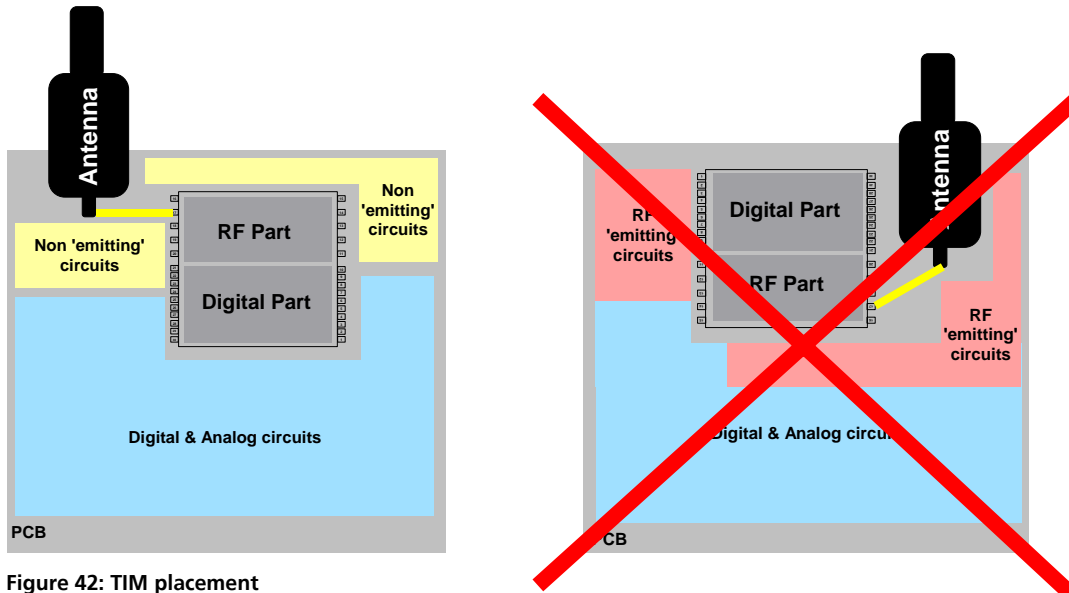 Antenna
Non
'emitting'
circuits
RF Part
Non 'emitting'
circuits
Digital Part
Digital & Analog circuits
PCB
Figure 42: TIM placement
ntenna
RF
'emitting'
circuits
Digital Part
RF Part
RF
'emitting'
circuits
Digital & Analog circu
CB